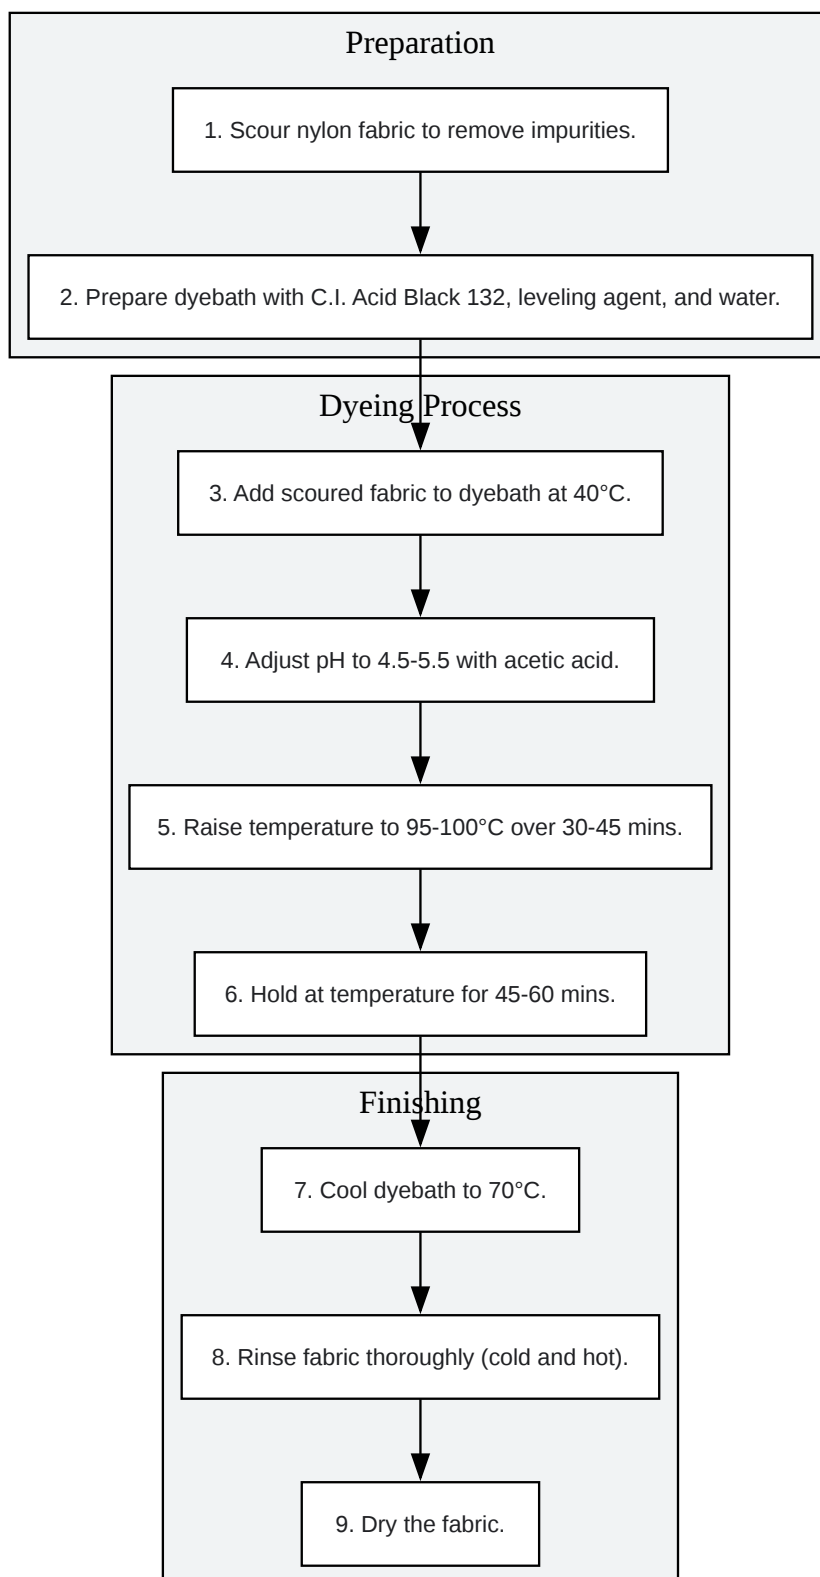 Preparation
1. Scour nylon fabric to remove impurities.
2. Prepare dyebath with C.I. Acid Black 132, leveling agent, and water.
Dyeing Process
3. Add scoured fabric to dyebath at 40°C.
4. Adjust pH to 4.5-5.5 with acetic acid.
5. Raise temperature to 95-100°C over 30-45 mins.
6. Hold at temperature for 45-60 mins.
Finishing
7. Cool dyebath to 70°C.
8. Rinse fabric thoroughly (cold and hot).
9. Dry the fabric.